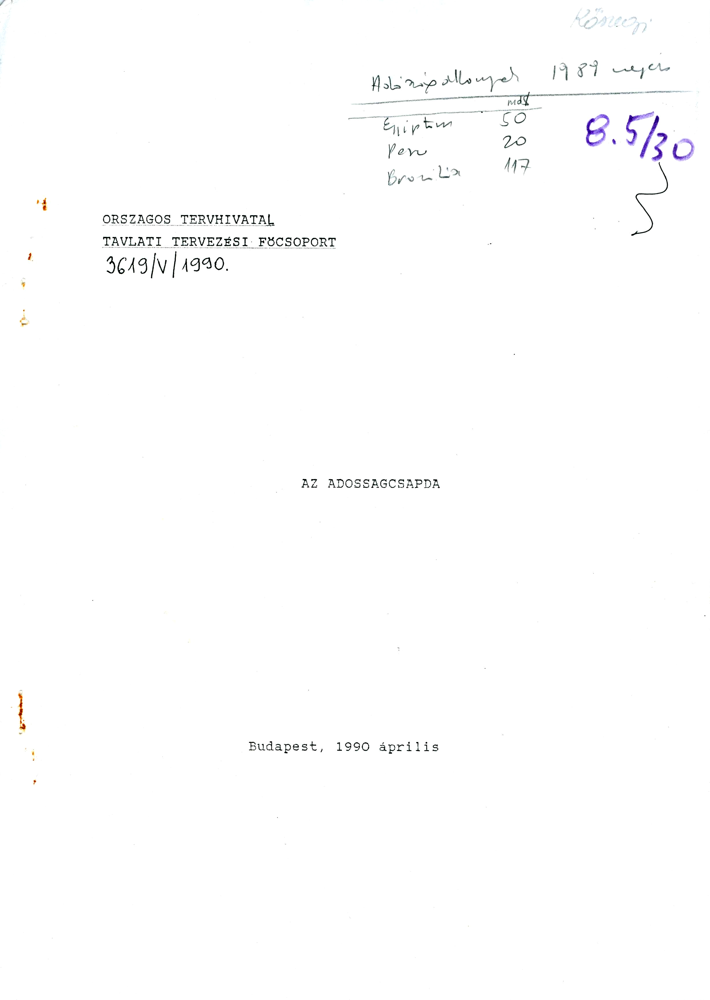 Kőszegi
Adósságállományok 1989 végén
md$
Egyiptom 50
Peru 20
Brazília 117
8.5/30
ORSZAGOS TERVHIVATAL
TAVLATI TERVEZÉSI FŐCSOPORT
3619/V/1990.
AZ ADOSSAGCSAPDA
Budapest, 1990 április